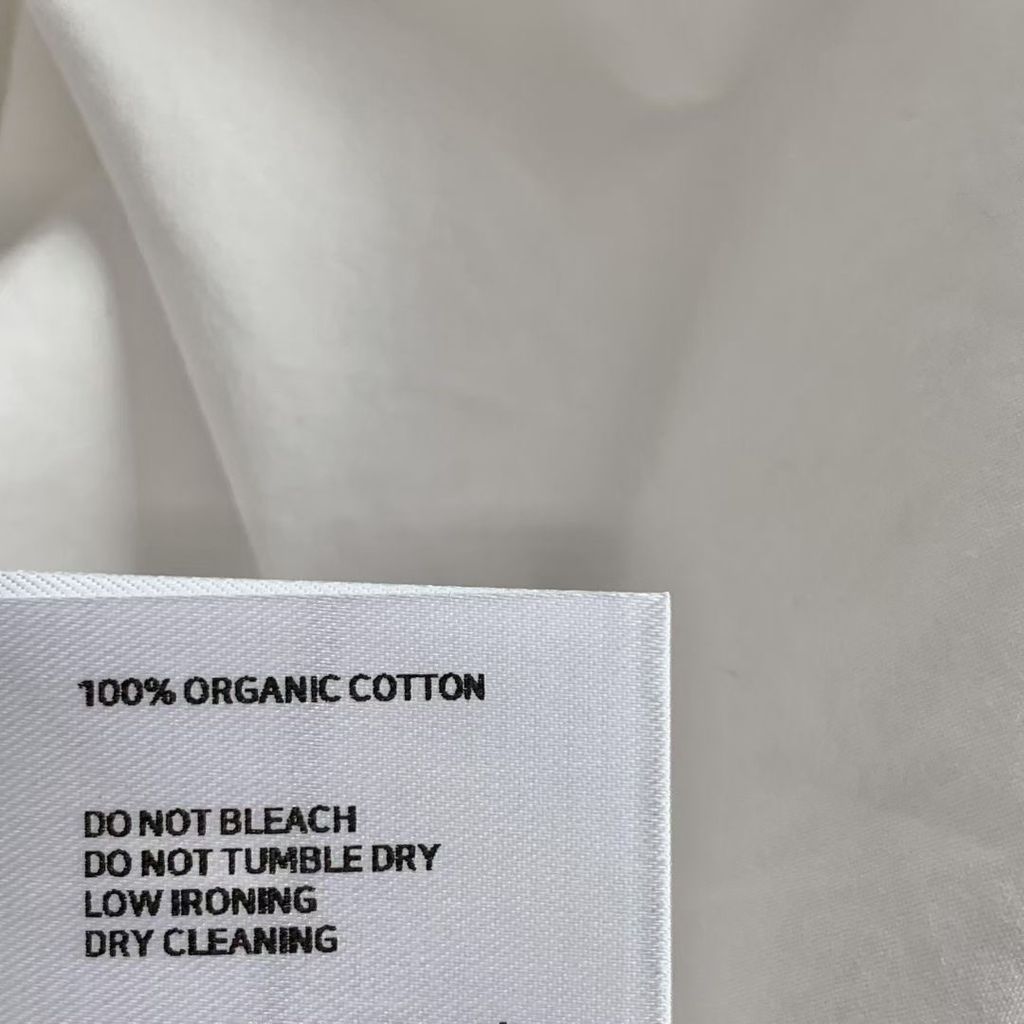 100% ORGANIC COTTON
DO NOT BLEACH
DO NOT TUMBLE DRY
LOW IRONING
DRY CLEANING